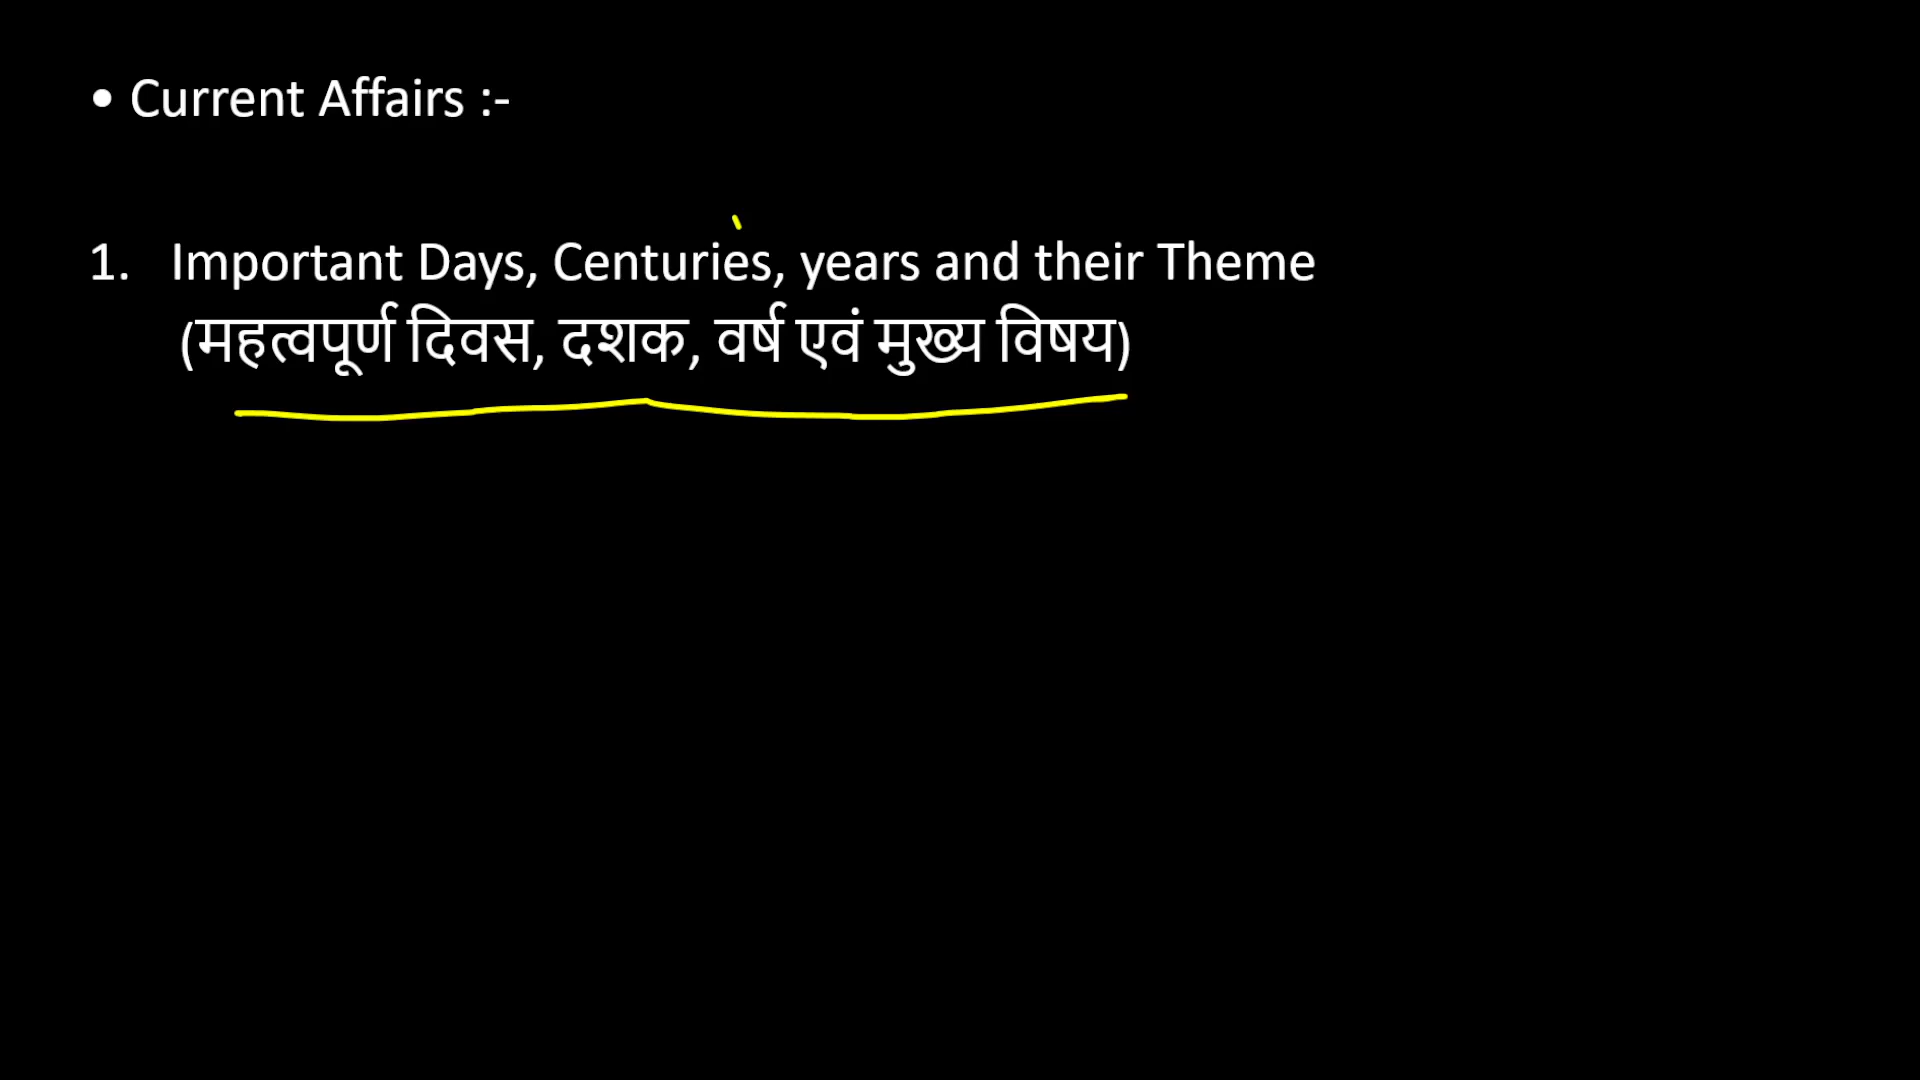 • Current Affairs :-
1. Important Days, Centuries, years and their Theme
(महत्वपूर्ण दिवस, दशक, वर्ष एवं मुख्य विषय)